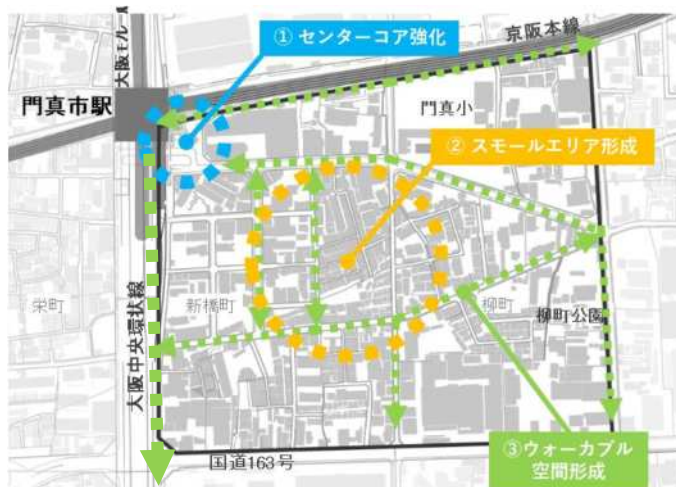 大阪モノレール
京阪本線
① センターコア強化
門真市駅
門真小
② スモールエリア形成
大阪中央環状線
栄町
新橋町
柳町
柳町公園
③ウォーカブル
空間形成
国道163号